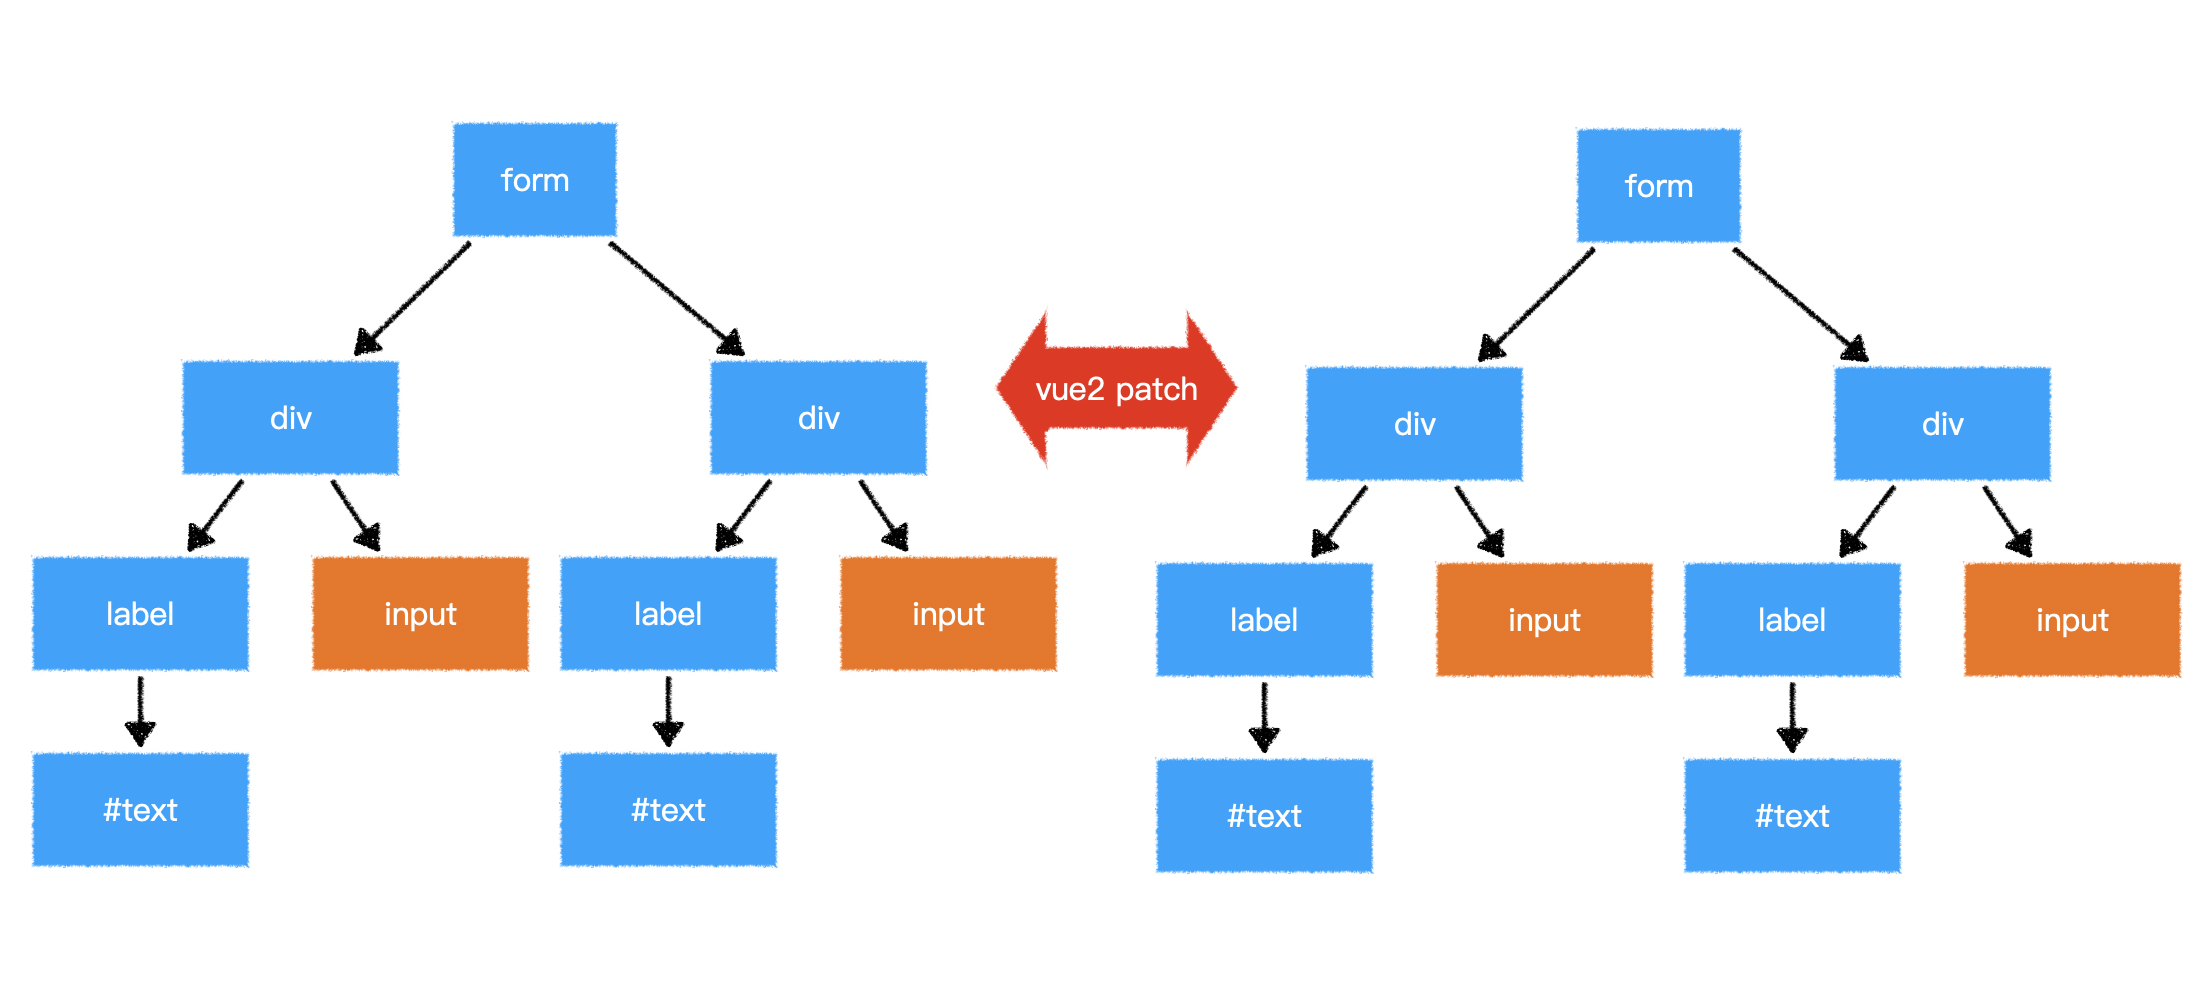 form
div
div
label
input
label
input
#text
#text
vue2 patch
form
div
div
label
input
label
input
#text
#text